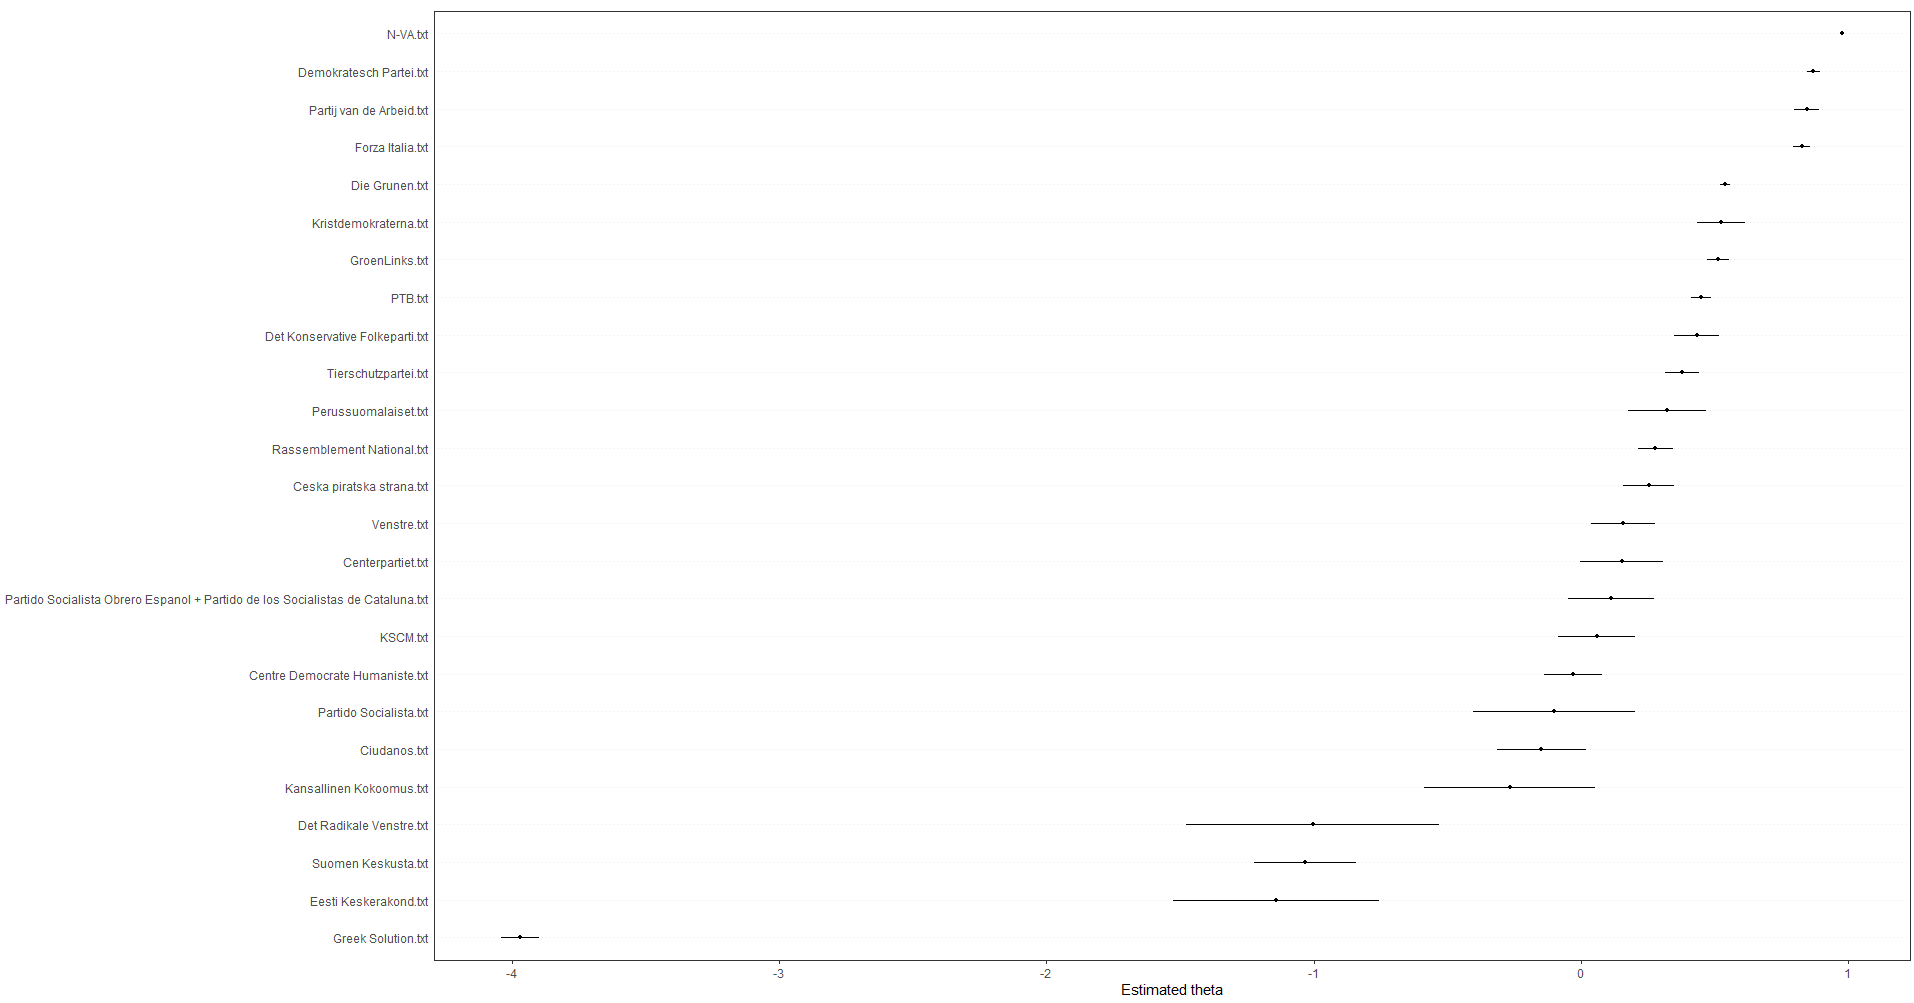 N-VA.txt
Demokratesch Partei.txt
Partij van de Arbeid.txt
Forza Italia.txt
Die Grunen.txt
Kristdemokraterna.txt
GroenLinks.txt
PTB.txt
Det Konservative Folkeparti.txt
Tierschutzpartei.txt
Perussuomalaiset.txt
Rassemblement National.txt
Ceska piratska strana.txt
Venstre.txt
Centerpartiet.txt
Partido Socialista Obrero Espanol + Partido de los Socialistas de Cataluna.txt
KSCM.txt
Centre Democrate Humaniste.txt
Partido Socialista.txt
Ciudanos.txt
Kansallinen Kokoomus.txt
Det Radikale Venstre.txt
Suomen Keskusta.txt
Eesti Keskerakond.txt
Greek Solution.txt
-4 -3 -2 -1 0 1
Estimated theta